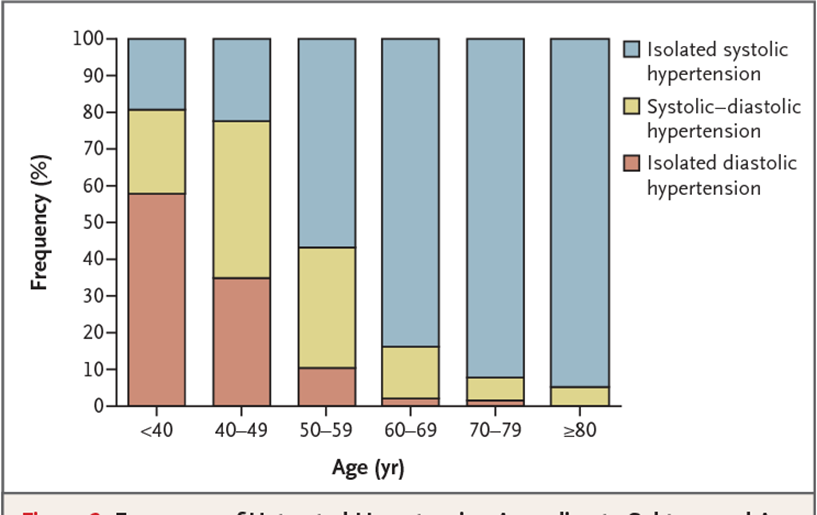 100
90
80
70
60
50
40
30
20
10
0
Frequency (%)
<40
40–49
50–59
60–69
70–79
≥80
Age (yr)
Isolated systolic
hypertension
Systolic–diastolic
hypertension
Isolated diastolic
hypertension